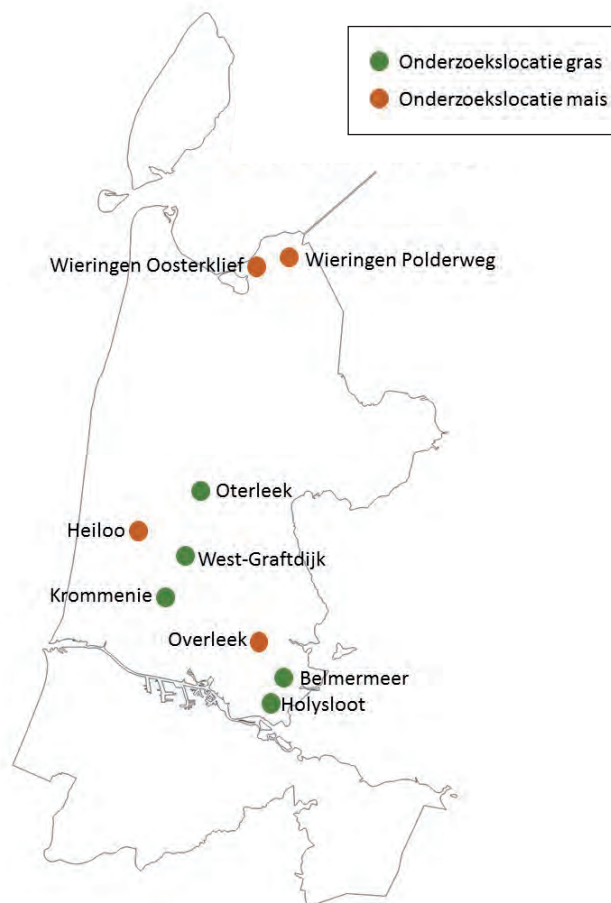 Onderzoekslocatie gras
Onderzoekslocatie mais
Wieringen Oosterklief
Wieringen Polderweg
Oterleek
Heiloo
West-Graftdijk
Krommenie
Overleek
Belmermeer
Holysloot